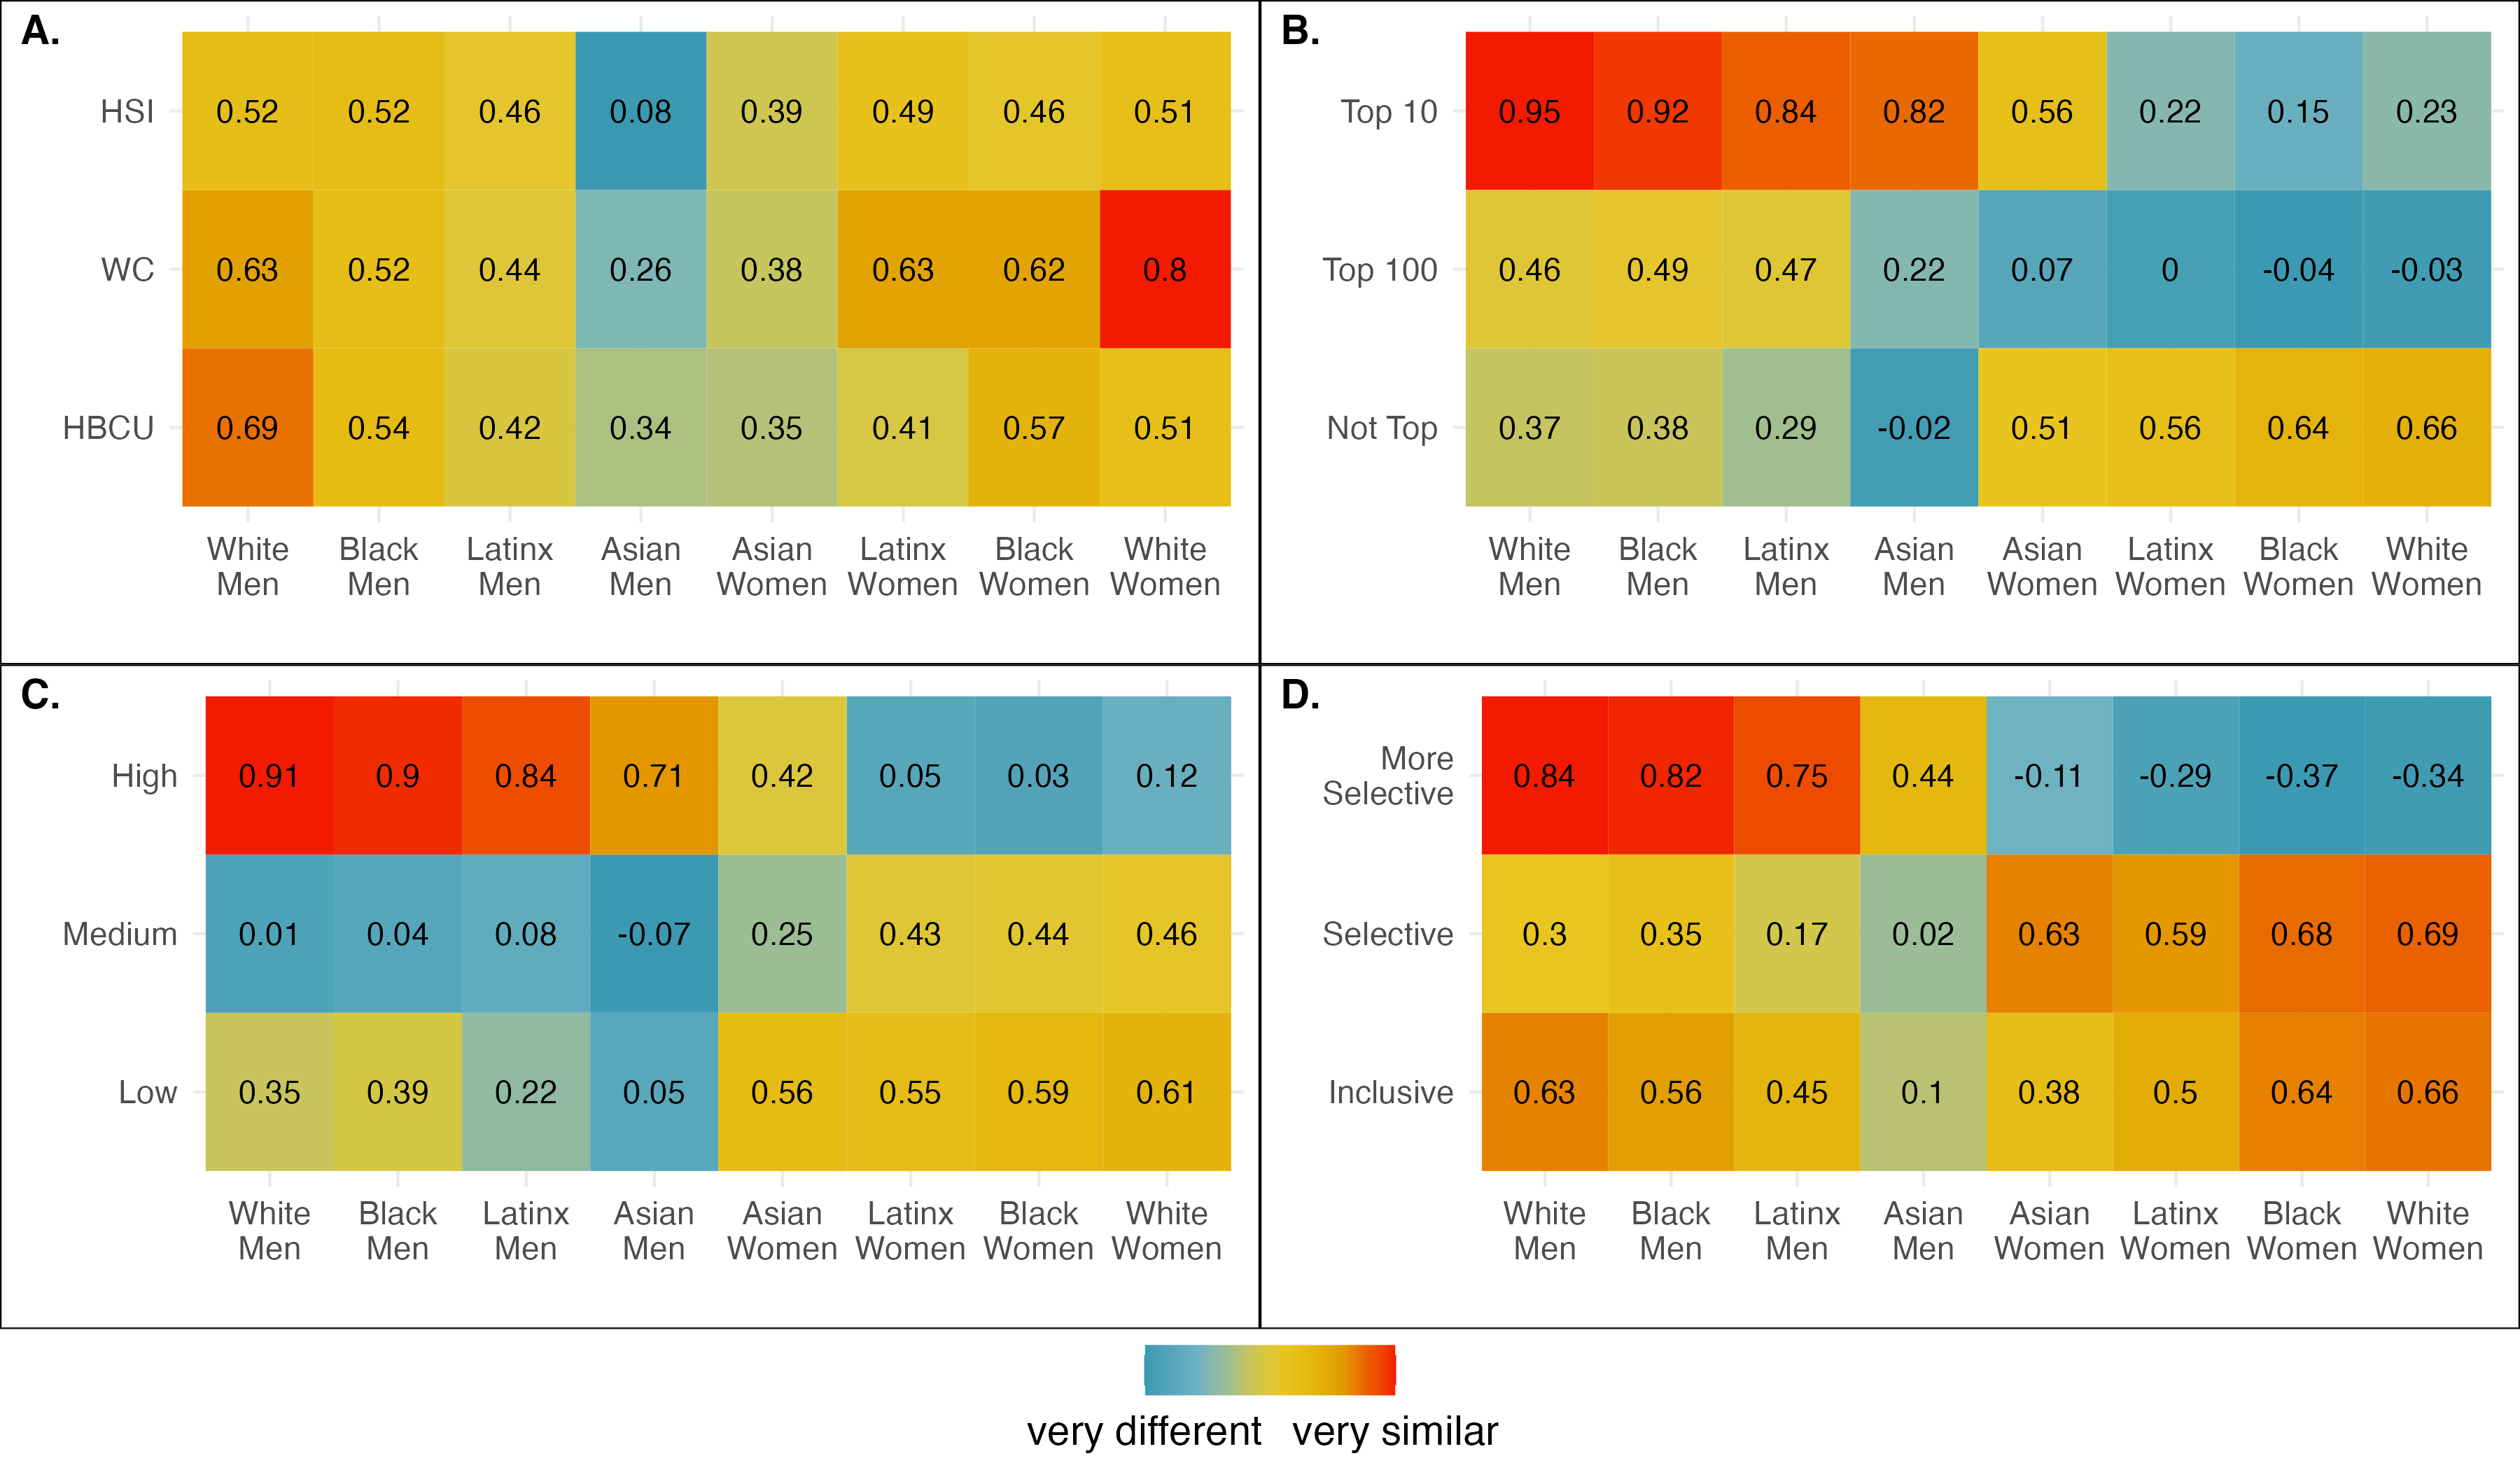 A.
HSI 0.52 0.52 0.46 0.08 0.39 0.49 0.46 0.51
WC 0.63 0.52 0.44 0.26 0.38 0.63 0.62 0.8
HBCU 0.69 0.54 0.42 0.34 0.35 0.41 0.57 0.51
White Black Latinx Asian Asian Latinx Black White
Men Men Men Men Women Women Women Women
B.
Top 10 0.95 0.92 0.84 0.82 0.56 0.22 0.15 0.23
Top 100 0.46 0.49 0.47 0.22 0.07 0 -0.04 -0.03
Not Top 0.37 0.38 0.29 -0.02 0.51 0.56 0.64 0.66
White Black Latinx Asian Asian Latinx Black White
Men Men Men Men Women Women Women Women
C.
High 0.91 0.9 0.84 0.71 0.42 0.05 0.03 0.12
Medium 0.01 0.04 0.08 -0.07 0.25 0.43 0.44 0.46
Low 0.35 0.39 0.22 0.05 0.56 0.55 0.59 0.61
White Black Latinx Asian Asian Latinx Black White
Men Men Men Men Women Women Women Women
D.
More
Selective 0.84 0.82 0.75 0.44 -0.11 -0.29 -0.37 -0.34
Selective 0.3 0.35 0.17 0.02 0.63 0.59 0.68 0.69
Inclusive 0.63 0.56 0.45 0.1 0.38 0.5 0.64 0.66
White Black Latinx Asian Asian Latinx Black White
Men Men Men Men Women Women Women Women
very different very similar